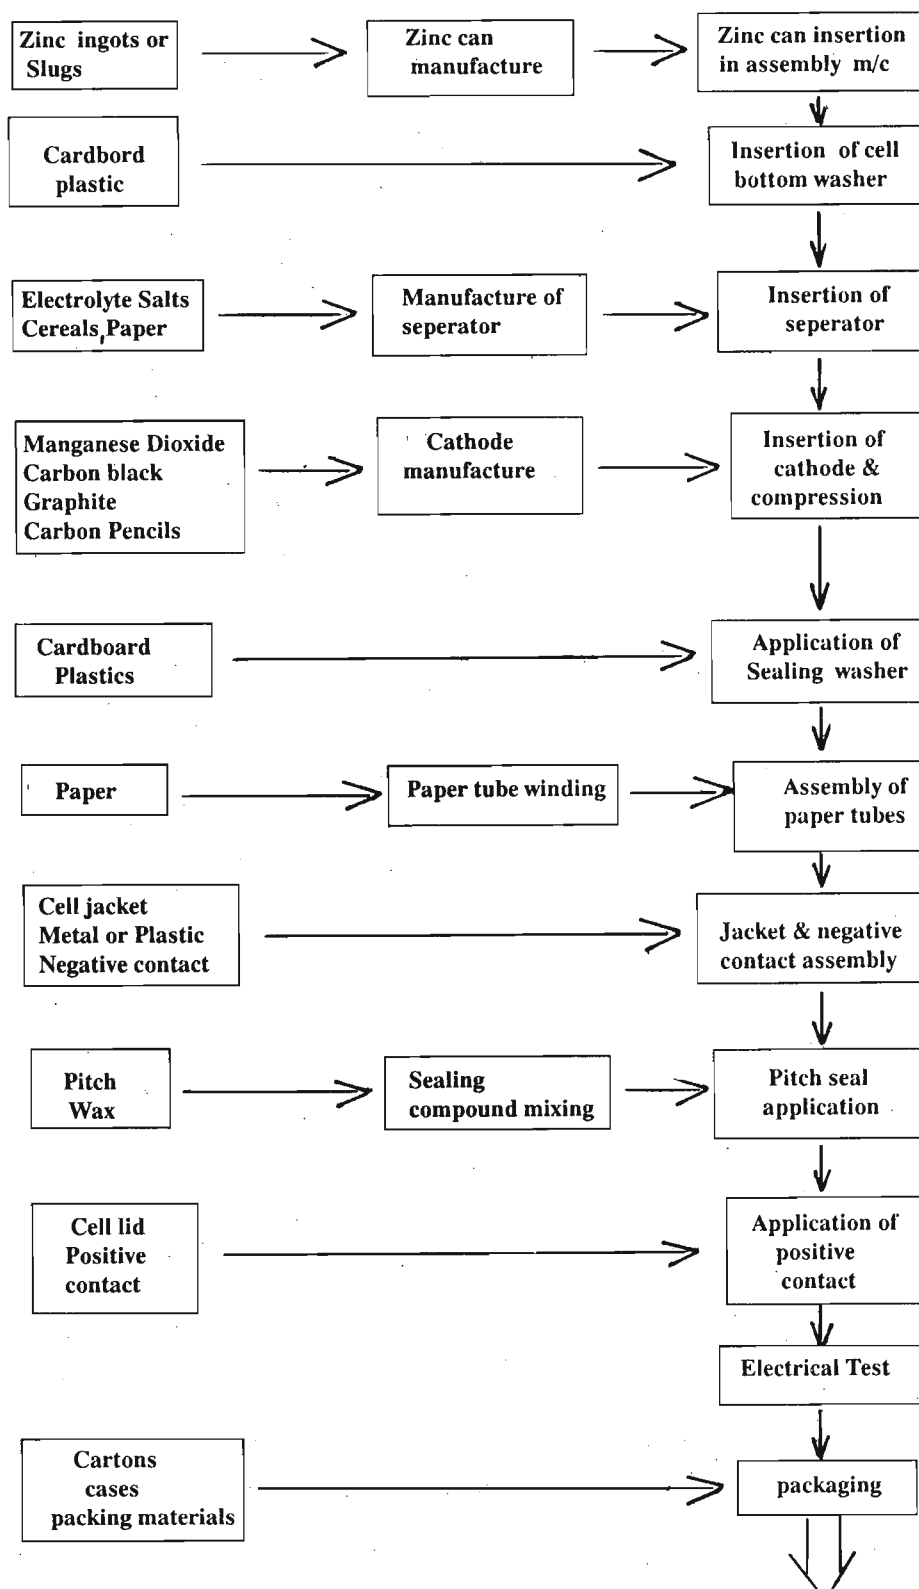 Zinc ingots or
Slugs
Zinc can
manufacture
Zinc can insertion
in assembly m/c
Cardbord
plastic
Insertion of cell
bottom washer
Electrolyte Salts
Cereals, Paper
Manufacture of
seperator
Insertion of
seperator
Manganese Dioxide
Carbon black
Graphite
Carbon Pencils
Cathode
manufacture
Insertion of
cathode &
compression
Cardboard
Plastics
Application of
Sealing washer
Paper
Paper tube winding
Assembly of
paper tubes
Cell jacket
Metal or Plastic
Negative contact
Jacket & negative
contact assembly
Pitch
Wax
Sealing
compound mixing
Pitch seal
application
Cell lid
Positive
contact
Application of
positive
contact
Electrical Test
Cartons
cases
packing materials
packaging